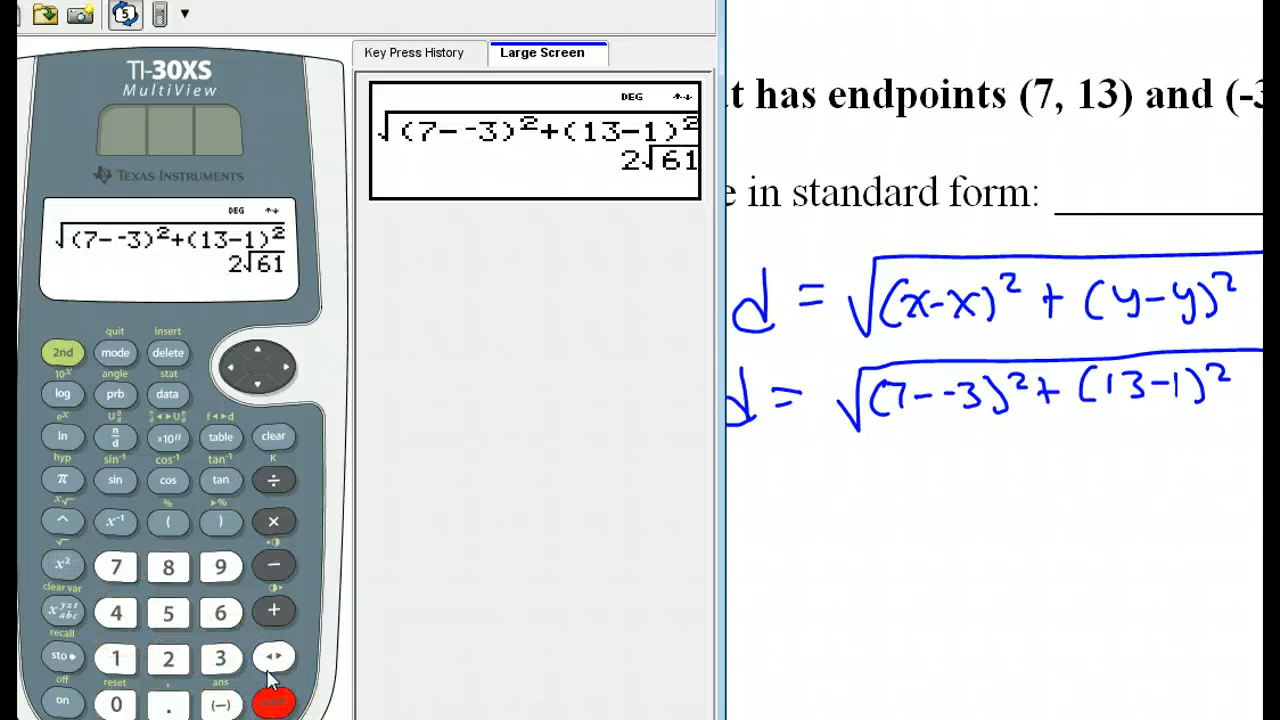 Key Press History
Large Screen
DEG
√(7-⁻3)²+(13-1)²
2√61
TI-30XS
MultiView
TEXAS INSTRUMENTS
DEG
√(7-⁻3)²+(13-1)²
2√61
quit insert
2nd mode delete
10ˣ angle stat
log prb data
eˣ f◄►d
ln n/d ×10ⁿ table clear
hyp sin⁻¹ cos⁻¹ tan⁻¹ K
π sin cos tan ÷
ˣ√ % ►%
^ x⁻¹ ( ) ×
√
x² 7 8 9 −
clear var
x yzt abc 4 5 6 +
recall
sto► 1 2 3 ◄►
off reset , ans
on 0 . (−)
t has endpoints (7, 13) and (-3
e in standard form: ___________
d = √(x-x)² + (y-y)²
d = √(7--3)² + (13-1)²